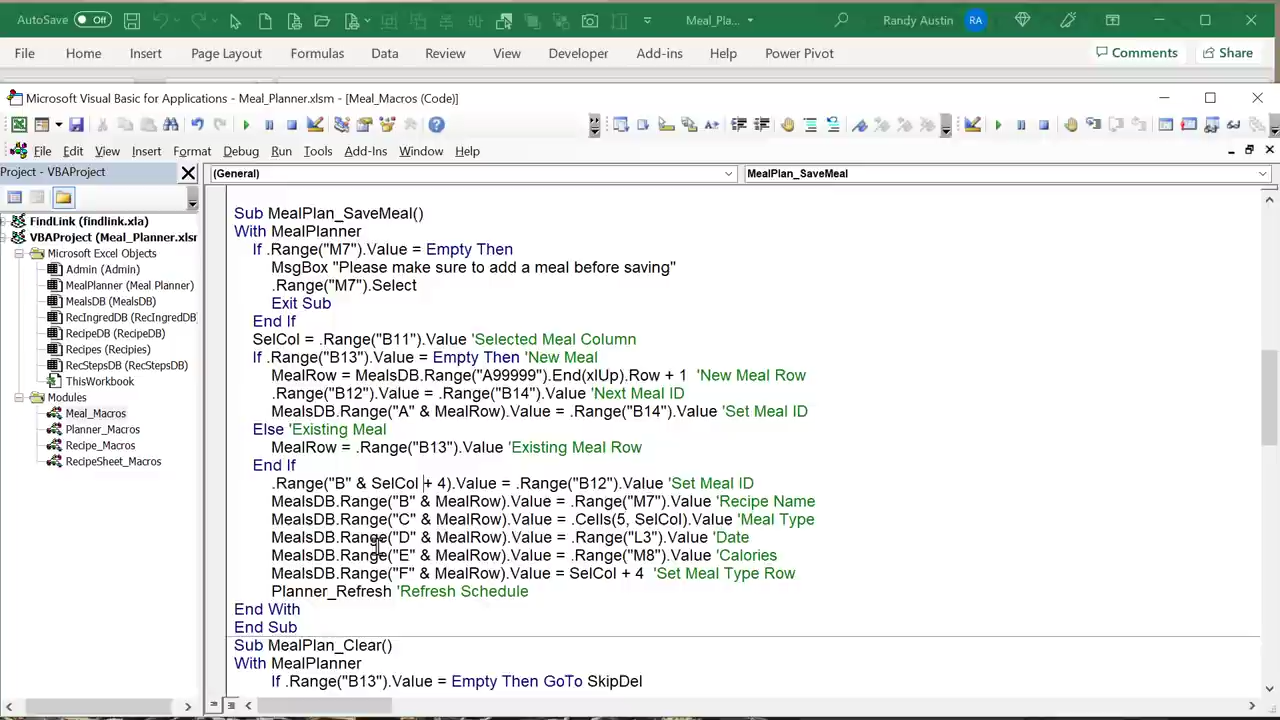 AutoSave Off Meal_Pla... Randy Austin RA
File Home Insert Draw Page Layout Formulas Data Review View Developer Add-ins Help Power Pivot Comments Share
Microsoft Visual Basic for Applications - Meal_Planner.xlsm - [Meal_Macros (Code)]
File Edit View Insert Format Debug Run Tools Add-Ins Window Help
Project - VBAProject
(General) MealPlan_SaveMeal
FindLink (findlink.xla)
VBAProject (Meal_Planner.xlsm
Microsoft Excel Objects
Admin (Admin)
MealPlanner (Meal Planner)
MealsDB (MealsDB)
RecIngredDB (RecIngredDB)
RecipeDB (RecipeDB)
Recipes (Recipies)
RecStepsDB (RecStepsDB)
ThisWorkbook
Modules
Meal_Macros
Planner_Macros
Recipe_Macros
RecipeSheet_Macros
Sub MealPlan_SaveMeal()
With MealPlanner
If .Range("M7").Value = Empty Then
MsgBox "Please make sure to add a meal before saving"
.Range("M7").Select
Exit Sub
End If
SelCol = .Range("B11").Value 'Selected Meal Column
If .Range("B13").Value = Empty Then 'New Meal
MealRow = MealsDB.Range("A99999").End(xlUp).Row + 1 'New Meal Row
.Range("B12").Value = .Range("B14").Value 'Next Meal ID
MealsDB.Range("A" & MealRow).Value = .Range("B14").Value 'Set Meal ID
Else 'Existing Meal
MealRow = .Range("B13").Value 'Existing Meal Row
End If
.Range("B" & SelCol + 4).Value = .Range("B12").Value 'Set Meal ID
MealsDB.Range("B" & MealRow).Value = .Range("M7").Value 'Recipe Name
MealsDB.Range("C" & MealRow).Value = .Cells(5, SelCol).Value 'Meal Type
MealsDB.Range("D" & MealRow).Value = .Range("L3").Value 'Date
MealsDB.Range("E" & MealRow).Value = .Range("M8").Value 'Calories
MealsDB.Range("F" & MealRow).Value = SelCol + 4 'Set Meal Type Row
Planner_Refresh 'Refresh Schedule
End With
End Sub
Sub MealPlan_Clear()
With MealPlanner
If .Range("B13").Value = Empty Then GoTo SkipDel